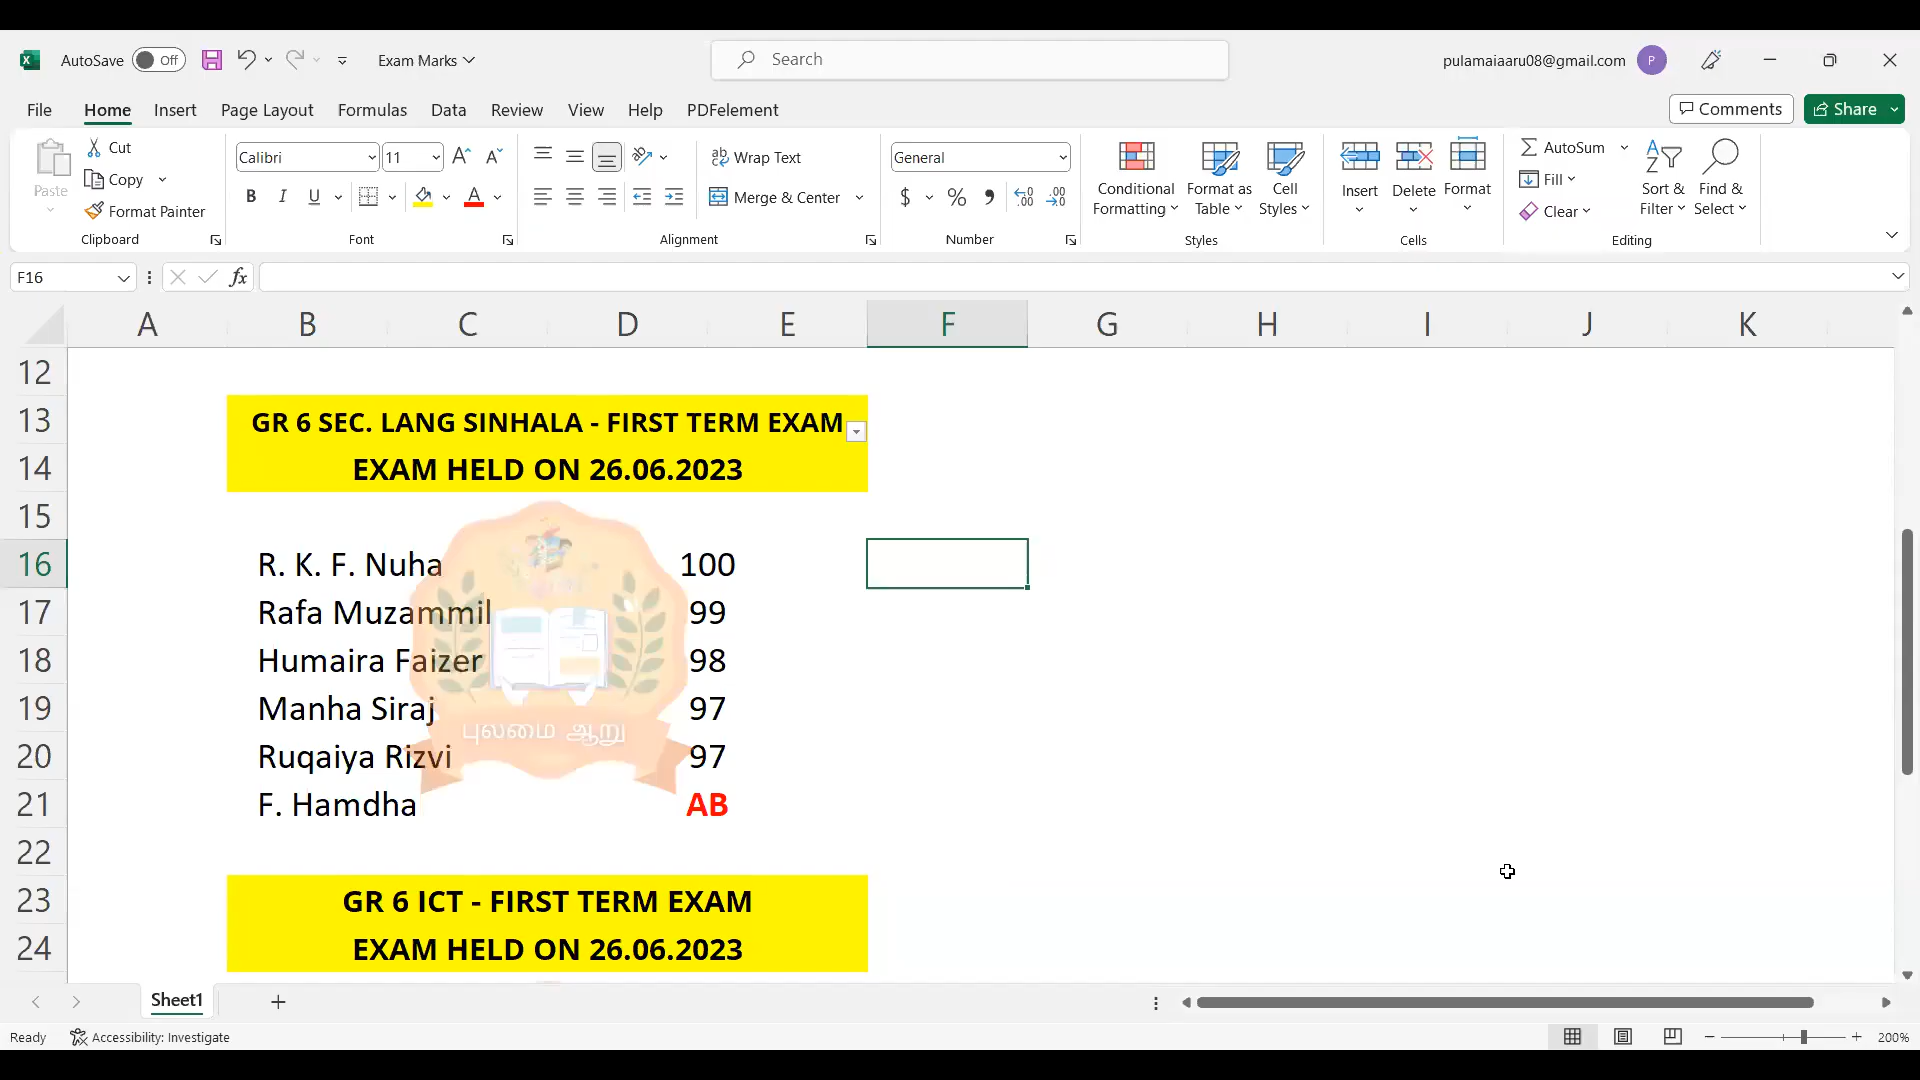 AutoSave Off Exam Marks Search pulamaiaaru08@gmail.com P
File Home Insert Page Layout Formulas Data Review View Help PDFelement Comments Share
Paste Cut Copy Format Painter Clipboard
Calibri 11 B I U A Font
Wrap Text Merge & Center Alignment
General $ % Number
Conditional Formatting Format as Table Cell Styles Styles
Insert Delete Format Cells
AutoSum Fill Clear Sort & Filter Find & Select Editing
F16 fx
A B C D E F G H I J K
12
13 GR 6 SEC. LANG SINHALA - FIRST TERM EXAM
14 EXAM HELD ON 26.06.2023
15
16 R. K. F. Nuha 100
17 Rafa Muzammil 99
18 Humaira Faizer 98
19 Manha Siraj 97
புலமை ஆறு
20 Ruqaiya Rizvi 97
21 F. Hamdha AB
22
23 GR 6 ICT - FIRST TERM EXAM
24 EXAM HELD ON 26.06.2023
Sheet1
Ready Accessibility: Investigate 200%